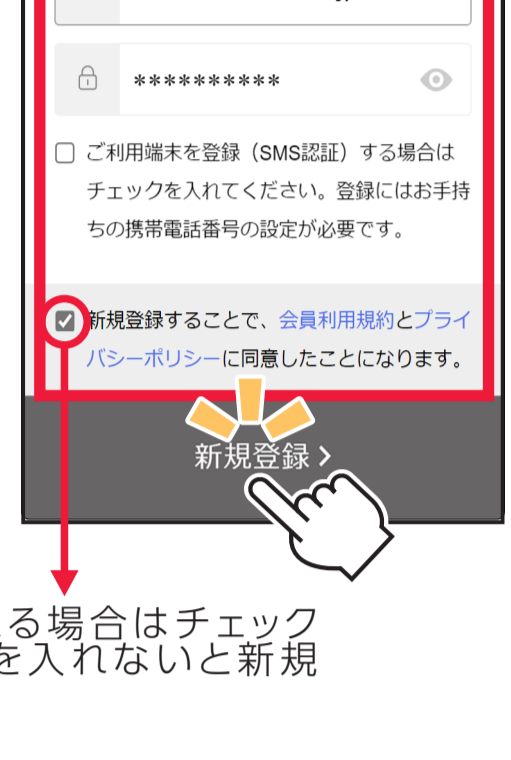 **********
ご利用端末を登録（SMS認証）する場合は
チェックを入れてください。登録にはお手持
ちの携帯電話番号の設定が必要です。
新規登録することで、会員利用規約とプライ
バシーポリシーに同意したことになります。
新規登録 >
る場合はチェック
を入れないと新規